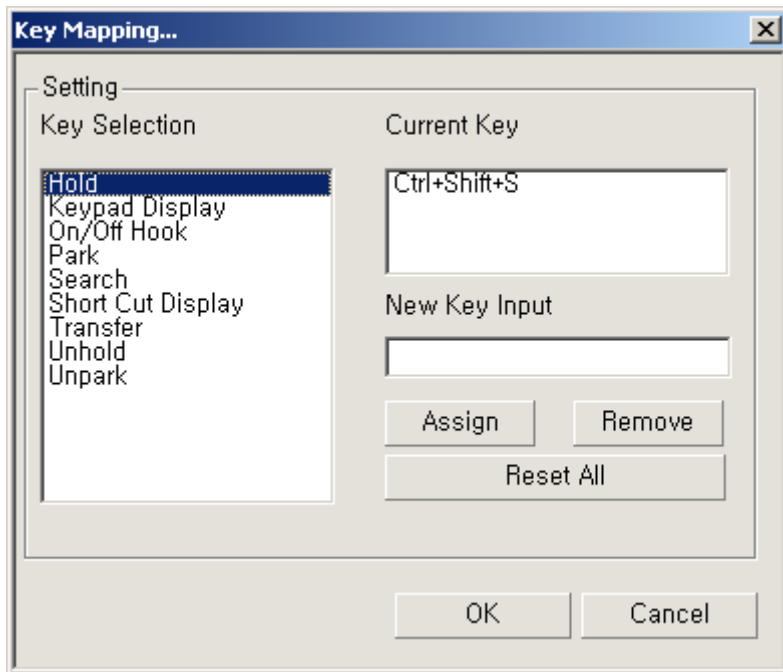 Key Mapping...
Setting
Key Selection
Hold
Keypad Display
On/Off Hook
Park
Search
Short Cut Display
Transfer
Unhold
Unpark
Current Key
Ctrl+Shift+S
New Key Input
Assign
Remove
Reset All
OK
Cancel